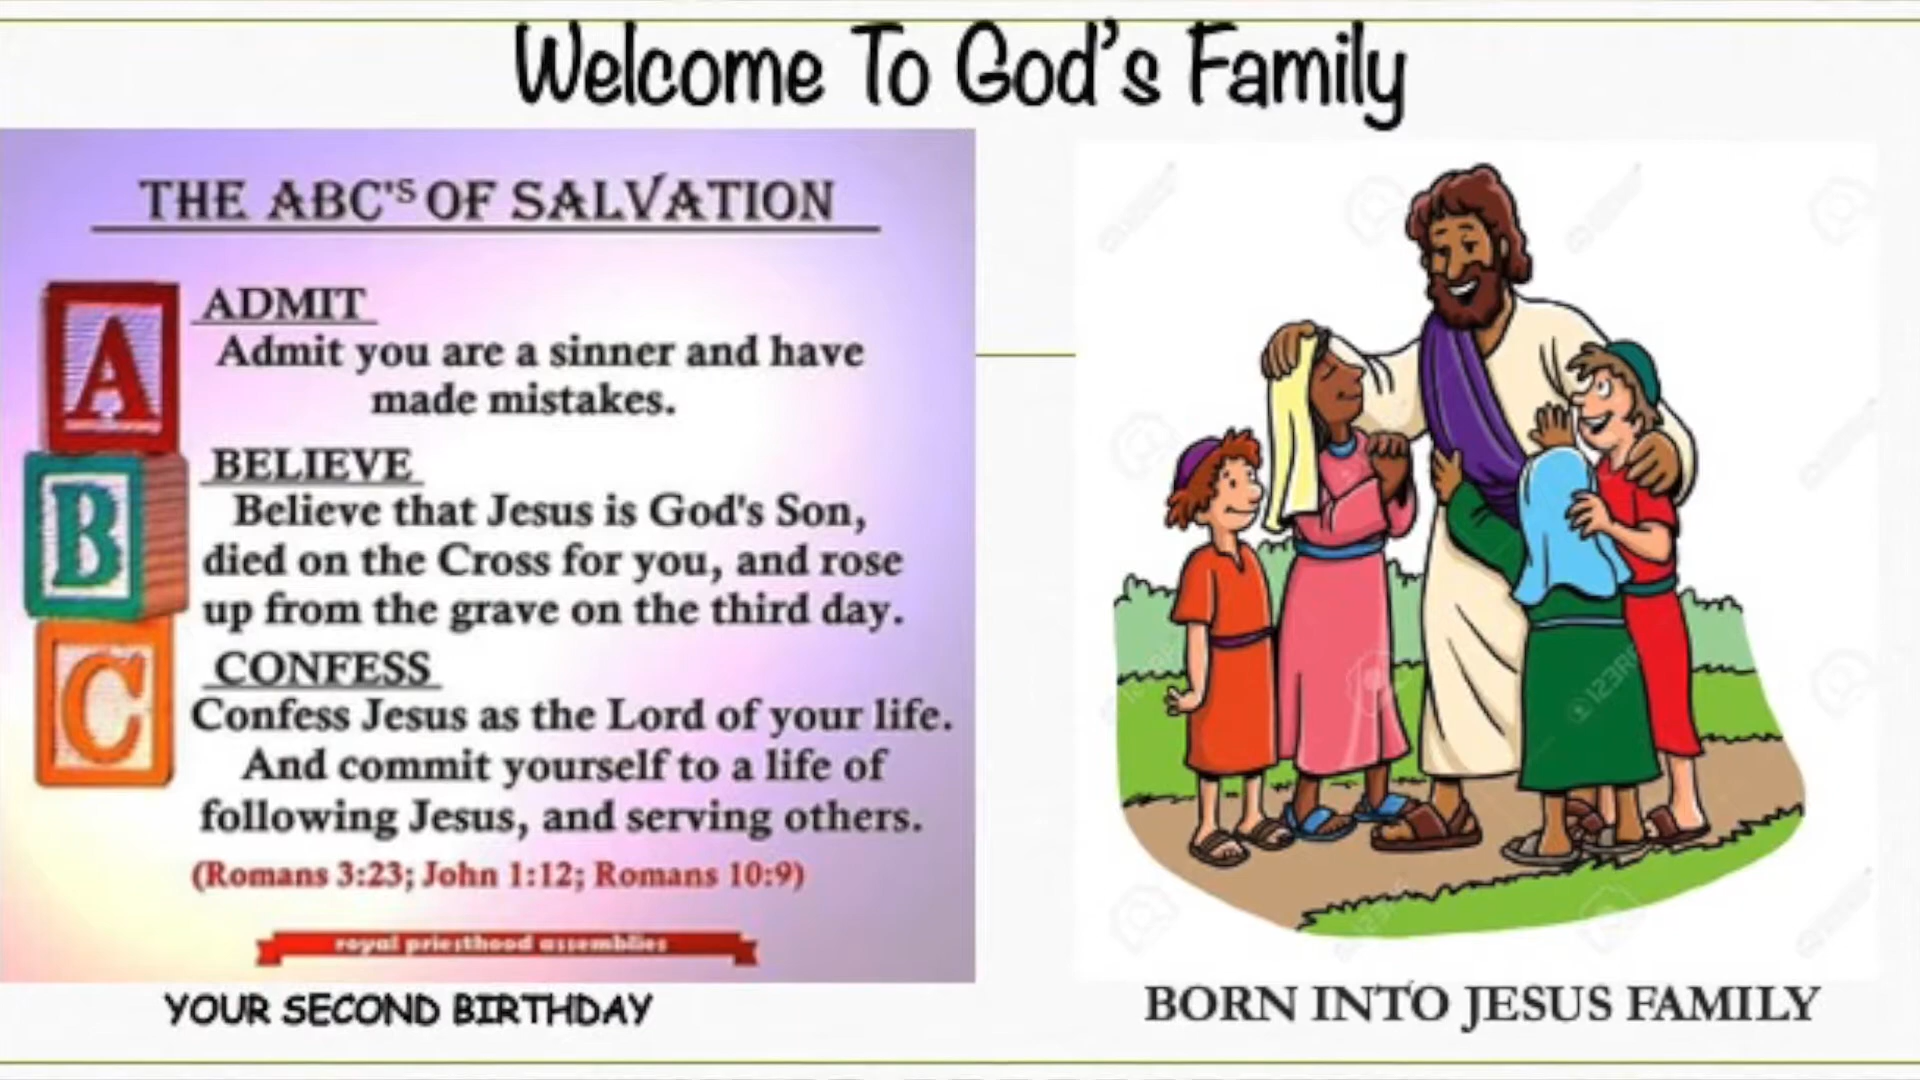 Welcome To God's Family
THE ABC'S OF SALVATION
A
ADMIT
Admit you are a sinner and have
made mistakes.
B
BELIEVE
Believe that Jesus is God's Son,
died on the Cross for you, and rose
up from the grave on the third day.
C
CONFESS
Confess Jesus as the Lord of your life.
And commit yourself to a life of
following Jesus, and serving others.
(Romans 3:23; John 1:12; Romans 10:9)
royal priesthood assemblies
YOUR SECOND BIRTHDAY
123RF
BORN INTO JESUS FAMILY